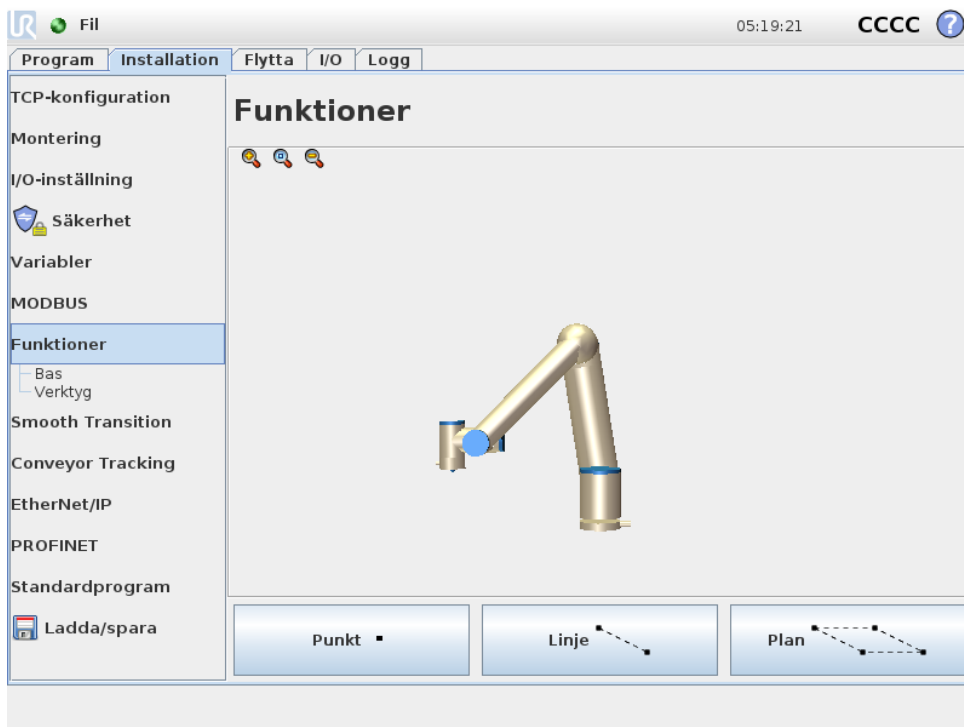 UR Fil 05:19:21 CCCC ?
Program Installation Flytta I/O Logg
TCP-konfiguration
Montering
I/O-inställning
Säkerhet
Variabler
MODBUS
Funktioner
Bas
Verktyg
Smooth Transition
Conveyor Tracking
EtherNet/IP
PROFINET
Standardprogram
Ladda/spara
Funktioner
Punkt
Linje
Plan